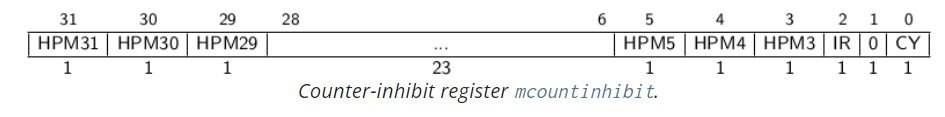 31 30 29 28 6 5 4 3 2 1 0
HPM31 HPM30 HPM29 ... HPM5 HPM4 HPM3 IR 0 CY
1 1 1 23 1 1 1 1 1 1
Counter-inhibit register mcountinhibit.